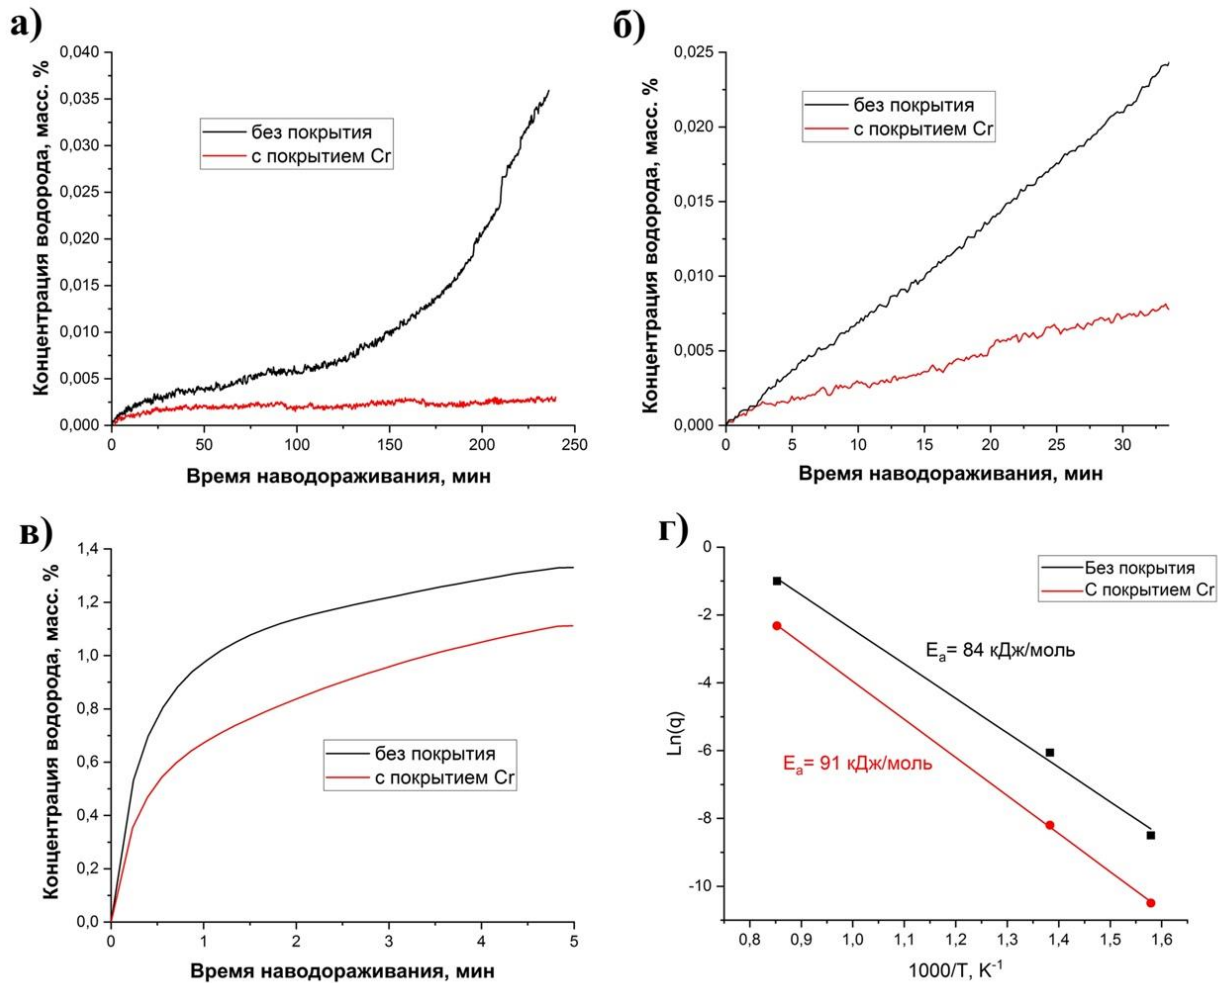 а)
Концентрация водорода, масс. %
0,040
0,035
0,030
0,025
0,020
0,015
0,010
0,005
0,000
без покрытия
с покрытием Cr
0
50
100
150
200
250
Время наводораживания, мин
б)
Концентрация водорода, масс. %
0,025
0,020
0,015
0,010
0,005
0,000
без покрытия
с покрытием Cr
0
5
10
15
20
25
30
Время наводораживания, мин
в)
Концентрация водорода, масс. %
1,4
1,2
1,0
0,8
0,6
0,4
0,2
0,0
без покрытия
с покрытием Cr
0
1
2
3
4
5
Время наводораживания, мин
г)
Ln(q)
0
-2
-4
-6
-8
-10
Без покрытия
С покрытием Cr
Eа= 84 кДж/моль
Eа= 91 кДж/моль
0,8
0,9
1,0
1,1
1,2
1,3
1,4
1,5
1,6
1000/T, K⁻¹